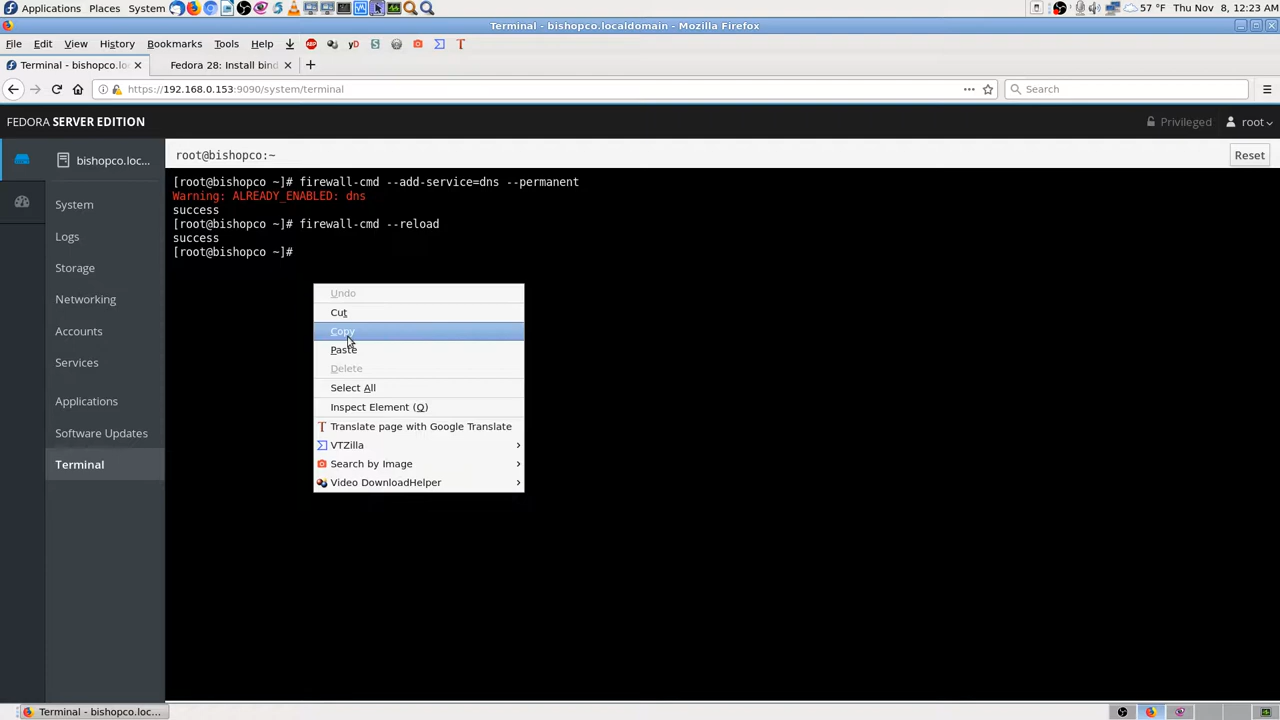 Applications Places System 57 °F Thu Nov 8, 12:23 AM
Terminal - bishopco.localdomain - Mozilla Firefox
File Edit View History Bookmarks Tools Help
Terminal - bishopco.lo Fedora 28: Install bind
https://192.168.0.153:9090/system/terminal Search
FEDORA SERVER EDITION Privileged root
bishopco.loc... root@bishopco:~ Reset
System
Logs
Storage
Networking
Accounts
Services
Applications
Software Updates
Terminal
[root@bishopco ~]# firewall-cmd --add-service=dns --permanent
Warning: ALREADY_ENABLED: dns
success
[root@bishopco ~]# firewall-cmd --reload
success
[root@bishopco ~]#
Undo
Cut
Copy
Paste
Delete
Select All
Inspect Element (Q)
Translate page with Google Translate
VTZilla
Search by Image
Video DownloadHelper
Terminal - bishopco.loc...